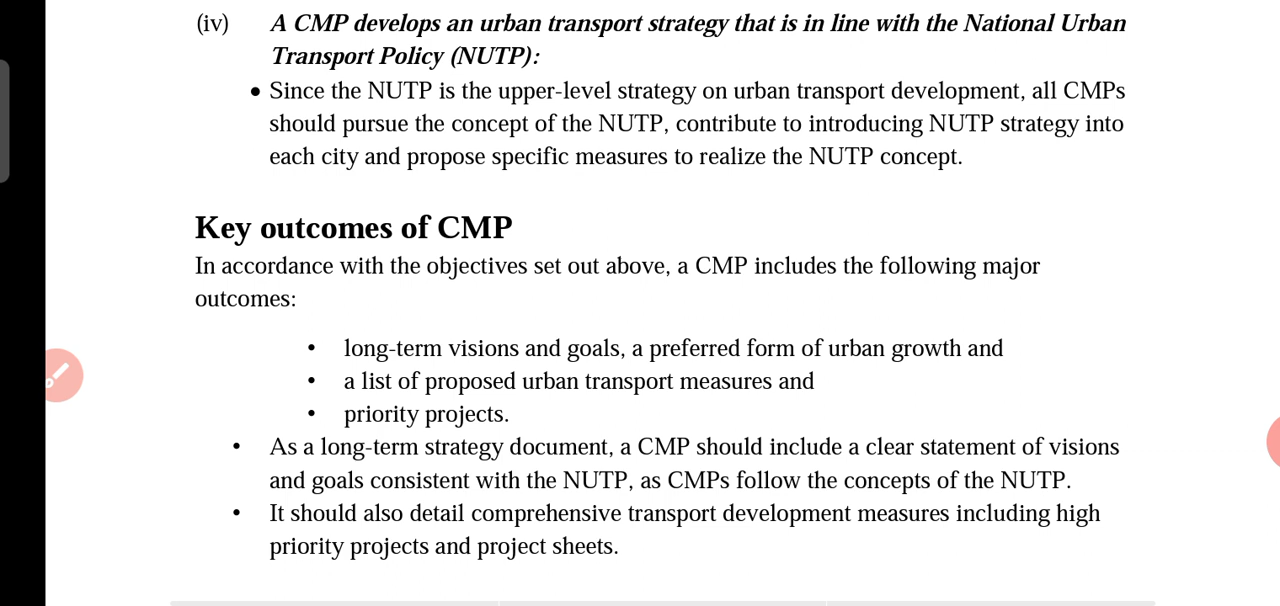 (iv) A CMP develops an urban transport strategy that is in line with the National Urban
Transport Policy (NUTP):
• Since the NUTP is the upper-level strategy on urban transport development, all CMPs
should pursue the concept of the NUTP, contribute to introducing NUTP strategy into
each city and propose specific measures to realize the NUTP concept.
Key outcomes of CMP
In accordance with the objectives set out above, a CMP includes the following major
outcomes:
• long-term visions and goals, a preferred form of urban growth and
• a list of proposed urban transport measures and
• priority projects.
• As a long-term strategy document, a CMP should include a clear statement of visions
and goals consistent with the NUTP, as CMPs follow the concepts of the NUTP.
• It should also detail comprehensive transport development measures including high
priority projects and project sheets.